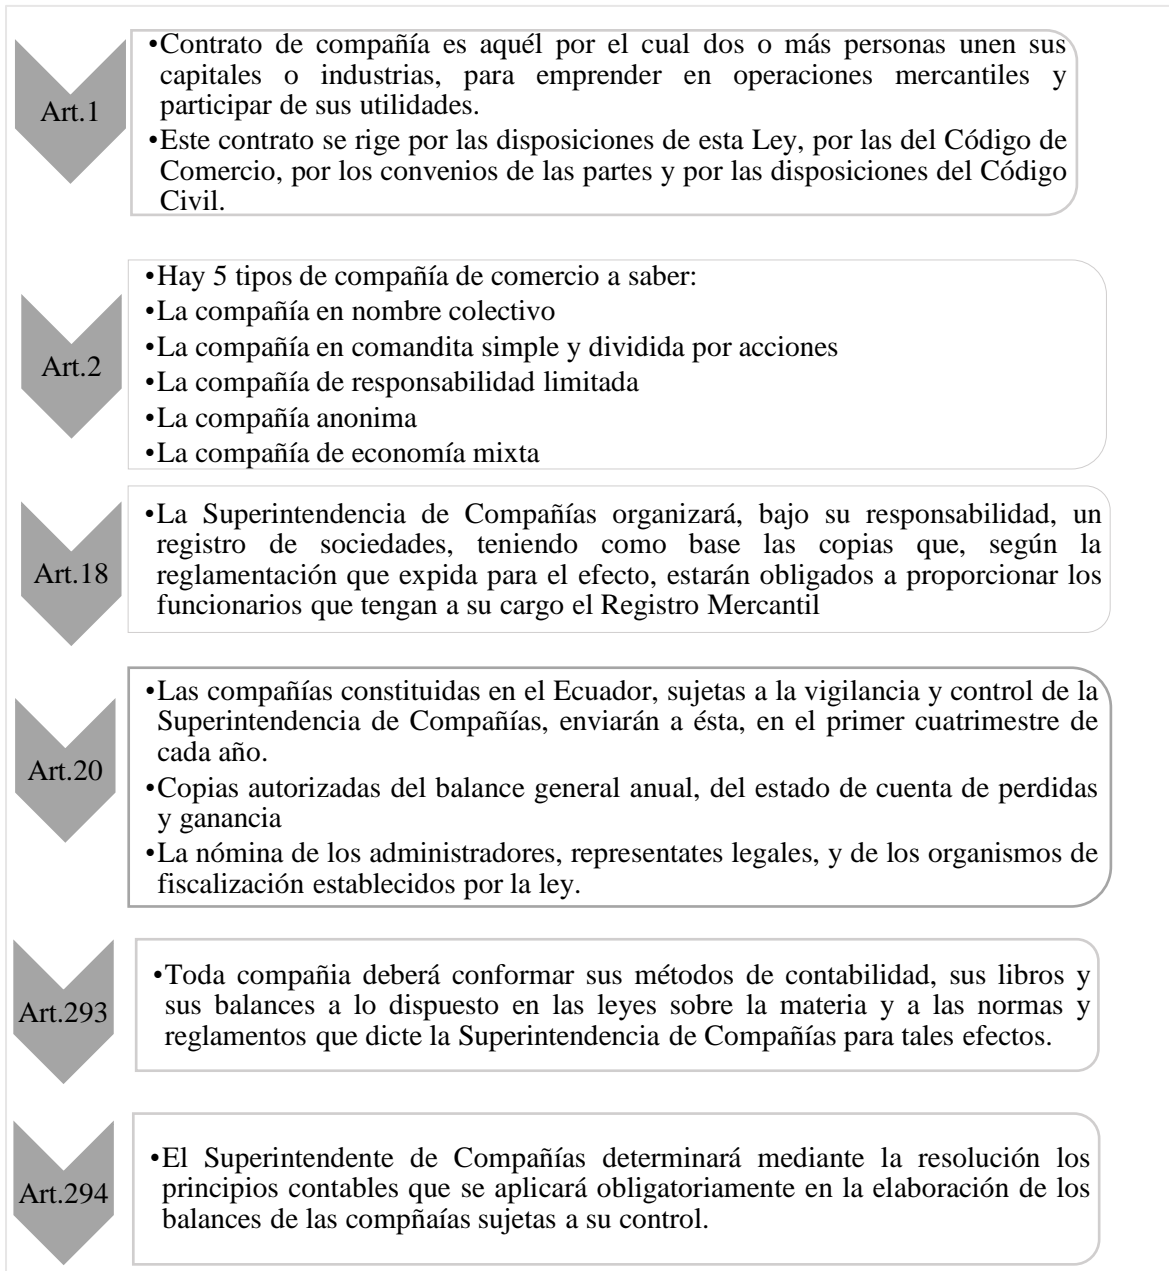 Art.1
•Contrato de compañía es aquél por el cual dos o más personas unen sus
capitales o industrias, para emprender en operaciones mercantiles y
participar de sus utilidades.
•Este contrato se rige por las disposiciones de esta Ley, por las del Código de
Comercio, por los convenios de las partes y por las disposiciones del Código
Civil.
Art.2
•Hay 5 tipos de compañía de comercio a saber:
•La compañía en nombre colectivo
•La compañía en comandita simple y dividida por acciones
•La compañía de responsabilidad limitada
•La compañía anonima
•La compañía de economía mixta
Art.18
•La Superintendencia de Compañías organizará, bajo su responsabilidad, un
registro de sociedades, teniendo como base las copias que, según la
reglamentación que expida para el efecto, estarán obligados a proporcionar los
funcionarios que tengan a su cargo el Registro Mercantil
Art.20
•Las compañías constituidas en el Ecuador, sujetas a la vigilancia y control de la
Superintendencia de Compañías, enviarán a ésta, en el primer cuatrimestre de
cada año.
•Copias autorizadas del balance general anual, del estado de cuenta de perdidas
y ganancia
•La nómina de los administradores, representates legales, y de los organismos de
fiscalización establecidos por la ley.
Art.293
•Toda compañia deberá conformar sus métodos de contabilidad, sus libros y
sus balances a lo dispuesto en las leyes sobre la materia y a las normas y
reglamentos que dicte la Superintendencia de Compañías para tales efectos.
Art.294
•El Superintendente de Compañías determinará mediante la resolución los
principios contables que se aplicará obligatoriamente en la elaboración de los
balances de las compñaías sujetas a su control.